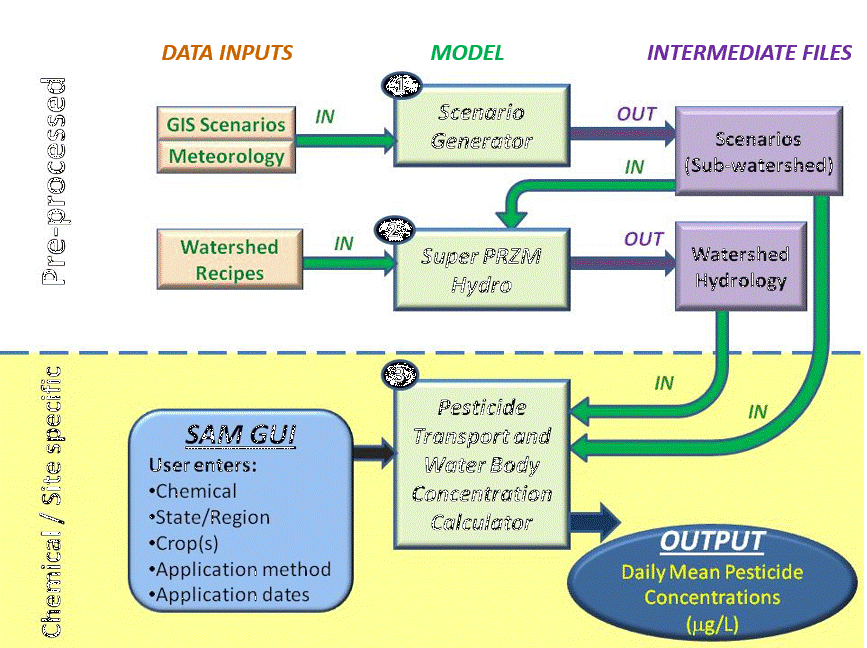 DATA INPUTS
MODEL
INTERMEDIATE FILES
Pre-processed
1
GIS Scenarios
Meteorology
IN
Scenario
Generator
OUT
Scenarios
(Sub-watershed)
IN
2
Watershed
Recipes
IN
Super PRZM
Hydro
OUT
Watershed
Hydrology
IN
IN
Chemical / Site specific
3
SAM GUI
User enters:
•Chemical
•State/Region
•Crop(s)
•Application method
•Application dates
Pesticide
Transport and
Water Body
Concentration
Calculator
OUTPUT
Daily Mean Pesticide
Concentrations
(µg/L)